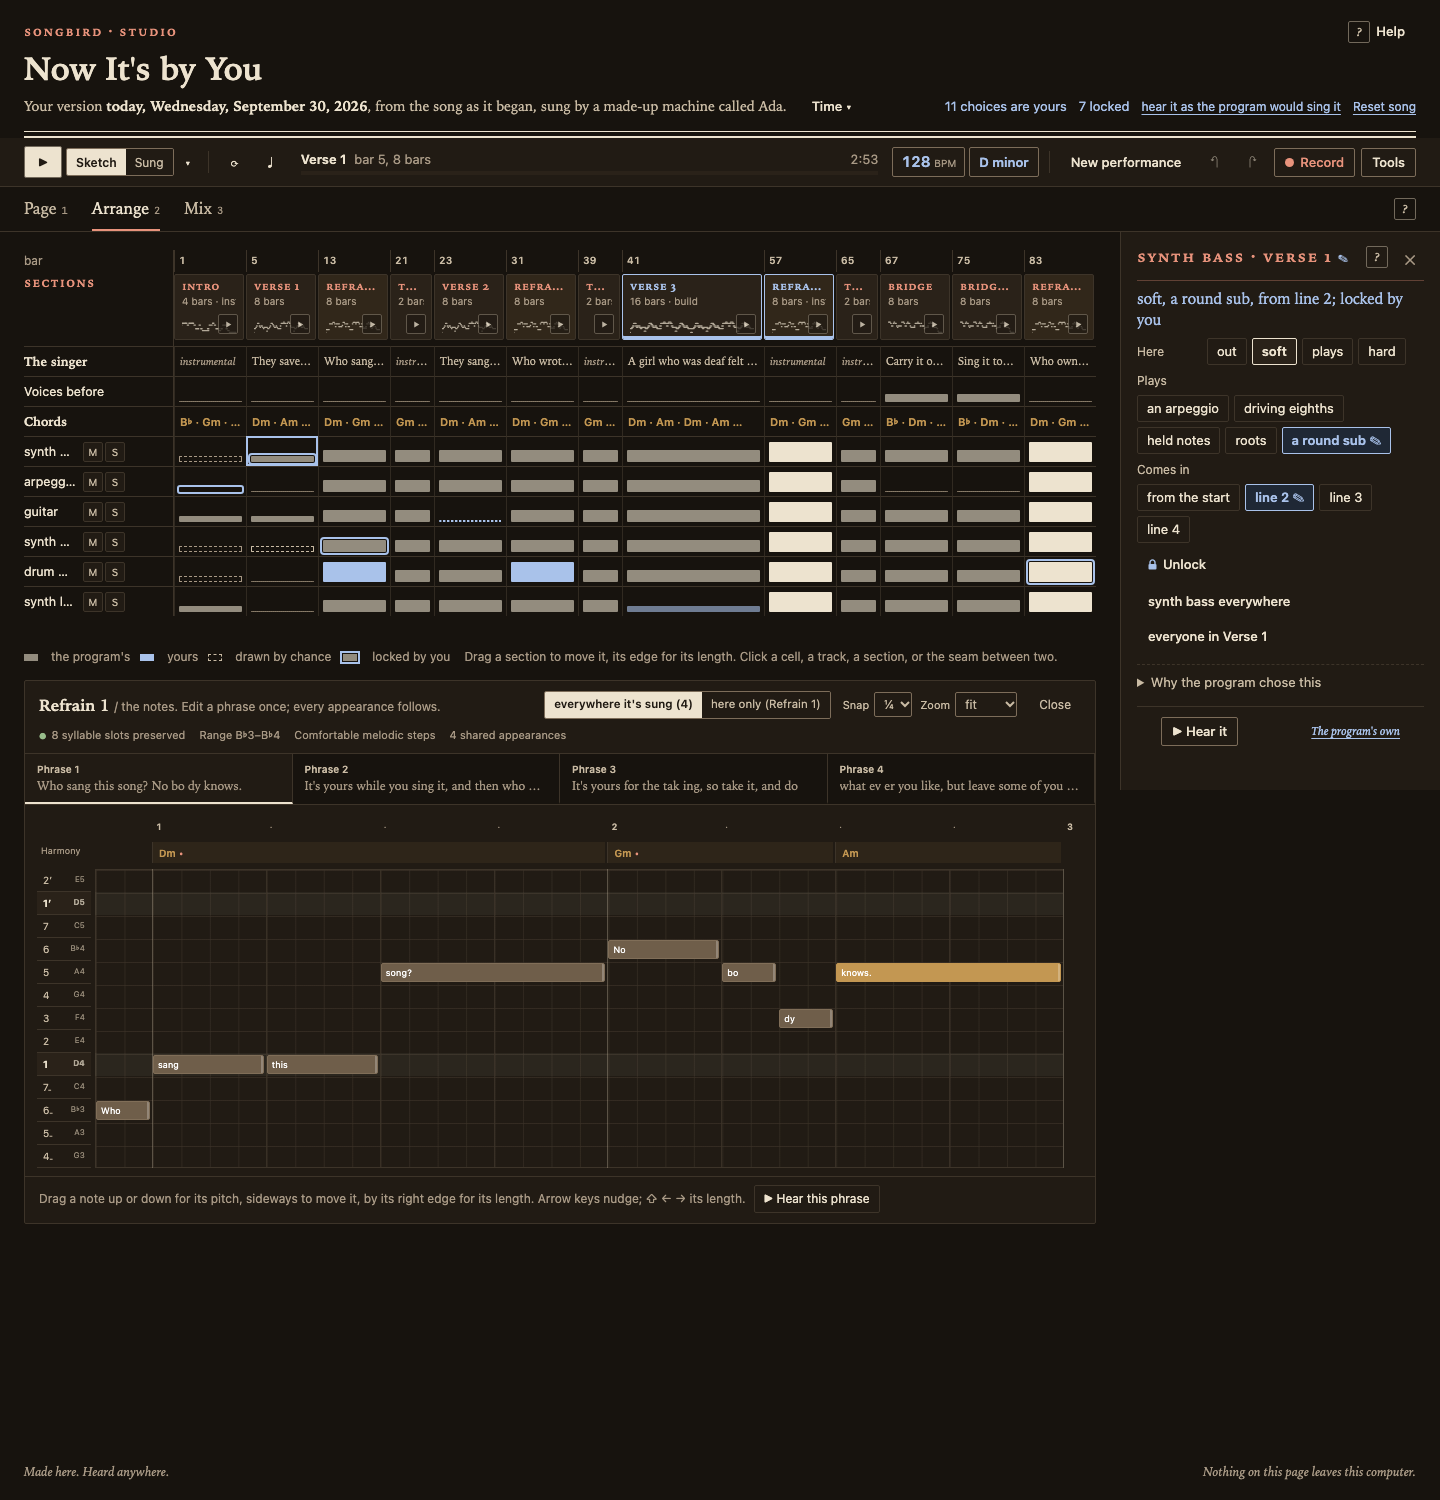 SONGBIRD · STUDIO
? Help
Now It's by You
Your version today, Wednesday, September 30, 2026, from the song as it began, sung by a made-up machine called Ada. Time ▾ 11 choices are yours 7 locked hear it as the program would sing it Reset song
Sketch Sung ▾ Verse 1 bar 5, 8 bars 2:53 128 BPM D minor New performance Record Tools
Page 1 Arrange 2 Mix 3 ?
bar 1 5 13 21 23 31 39 41 57 65 67 75 83
SECTIONS INTRO VERSE 1 REFRA... T... VERSE 2 REFRA... T... VERSE 3 REFRA... T... BRIDGE BRIDG... REFRA...
4 bars · ins 8 bars 8 bars 2 bar 8 bars 8 bars 2 bar 16 bars · build 8 bars · ins 2 bar 8 bars 8 bars 8 bars
The singer instrumental They save... Who sang... instr... They sang... Who wrot... instr... A girl who was deaf felt ... instrumental instr... Carry it o... Sing it to... Who own...
Voices before
Chords B♭ · Gm · ... Dm · Am ... Dm · Gm ... Gm ... Dm · Am ... Dm · Gm ... Gm ... Dm · Am · Dm · Am ... Dm · Gm ... Gm ... B♭ · Dm · ... B♭ · Dm · ... Dm · Gm ...
synth ... M S
arpegg... M S
guitar M S
synth ... M S
drum ... M S
synth l... M S
the program's yours drawn by chance locked by you Drag a section to move it, its edge for its length. Click a cell, a track, a section, or the seam between two.
Refrain 1 / the notes. Edit a phrase once; every appearance follows. everywhere it's sung (4) here only (Refrain 1) Snap ¼ Zoom fit Close
8 syllable slots preserved Range B♭3–B♭4 Comfortable melodic steps 4 shared appearances
Phrase 1 Phrase 2 Phrase 3 Phrase 4
Who sang this song? No bo dy knows. It's yours while you sing it, and then who ... It's yours for the tak ing, so take it, and do what ev er you like, but leave some of you ...
1 2 3
Harmony Dm • Gm • Am
2′ E5
1′ D5
7 C5
6 B♭4 No
5 A4 song? bo knows.
4 G4
3 F4 dy
2 E4
1 D4 sang this
7. C4
6. B♭3 Who
5. A3
4. G3
Drag a note up or down for its pitch, sideways to move it, by its right edge for its length. Arrow keys nudge; ⇧ ← → its length. Hear this phrase
SYNTH BASS · VERSE 1 ✎ ? ×
soft, a round sub, from line 2; locked by
you
Here out soft plays hard
Plays
an arpeggio driving eighths
held notes roots a round sub ✎
Comes in
from the start line 2 ✎ line 3
line 4
Unlock
synth bass everywhere
everyone in Verse 1
Why the program chose this
Hear it The program's own
Made here. Heard anywhere. Nothing on this page leaves this computer.